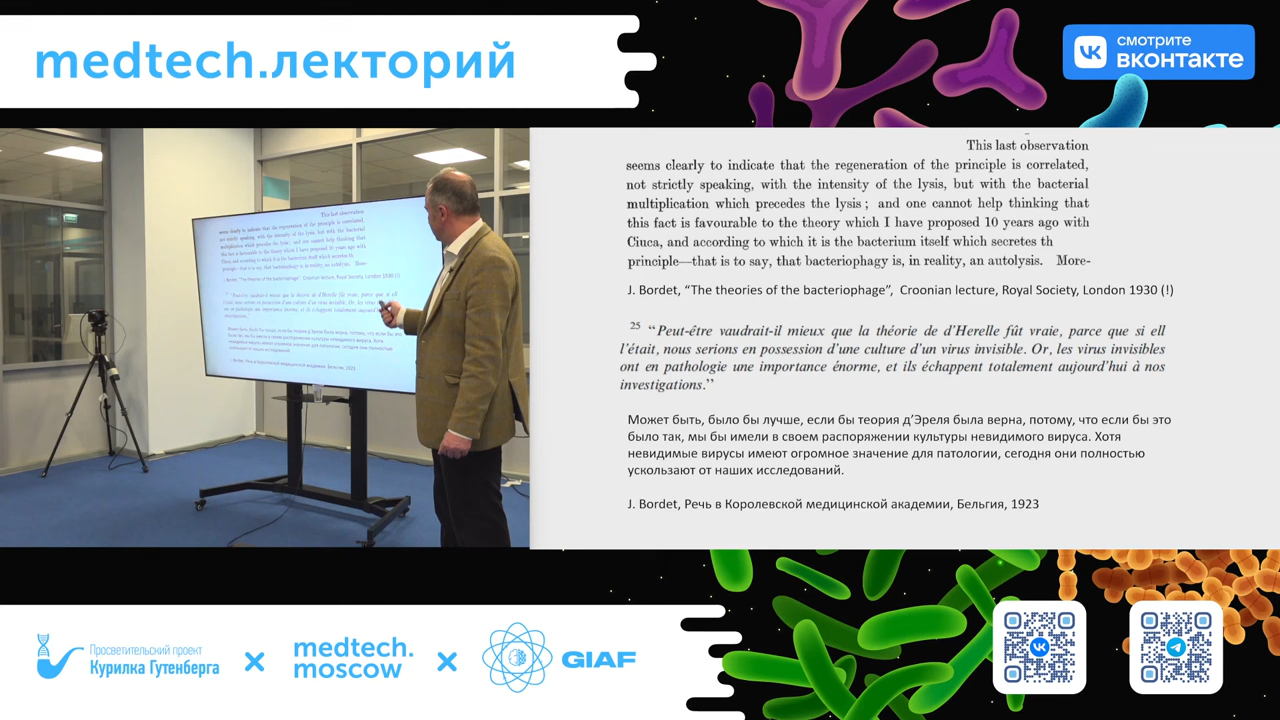 medtech.лекторий
смотрите
вконтакте
This last observation
seems clearly to indicate that the regeneration of the principle is correlated,
not strictly speaking, with the intensity of the lysis, but with the bacterial
multiplication which precedes the lysis; and one cannot help thinking that
this fact is favourable to the theory which I have proposed 10 years ago with
Ciuca, and according to which it is the bacterium itself which secretes th
principle—that is to say, that bacteriophagy is, in reality, an autolysis. More-
J. Bordet, “The theories of the bacteriophage”, Croonian lecture, Royal Society, London 1930 (!)
25 “Peut-être vaudrait-il mieux que la théorie de d'Herelle fût vraie, parce que si ell
l'était, nous serions en possession d'une culture d'un virus invisible. Or, les virus invisibles
ont en pathologie une importance énorme, et ils échappent totalement aujourd'hui à nos
investigations.”
Может быть, было бы лучше, если бы теория д’Эреля была верна, потому, что если бы это
было так, мы бы имели в своем распоряжении культуры невидимого вируса. Хотя
невидимые вирусы имеют огромное значение для патологии, сегодня они полностью
ускользают от наших исследований.
J. Bordet, Речь в Королевской медицинской академии, Бельгия, 1923
Просветительский проект
Курилка Гутенберга
medtech.
moscow
GIAF